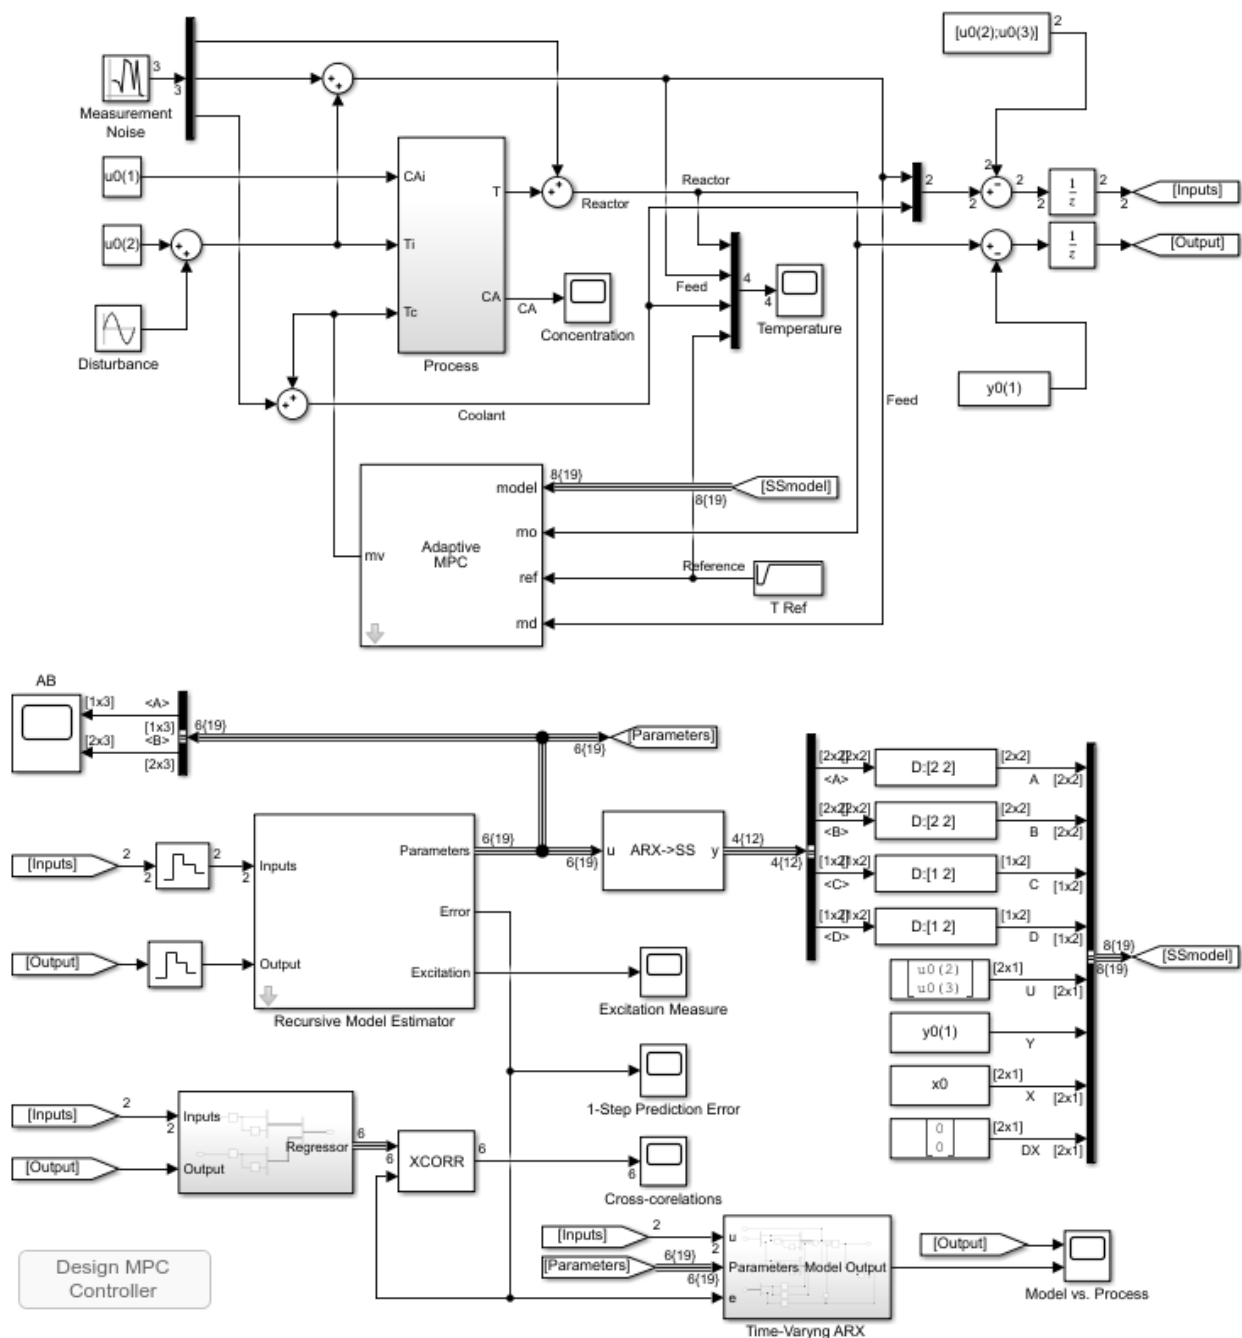 [u0(2);u0(3)]
2
3
3
Measurement
Noise
u0(1)
CAi
T
Reactor
Reactor
2
2
2
2
2
1
z
2
2
[Inputs]
u0(2)
Ti
1
z
[Output]
Feed
4
4
Temperature
CA
CA
Concentration
Tc
Disturbance
Process
y0(1)
Coolant
Feed
model
8{19}
8{19}
[SSmodel]
mo
mv
Adaptive
MPC
ref
Reference
T Ref
md
AB
[1x3]
<A>
[1x3]
[2x3]
<B>
[2x3]
6{19}
6{19}
[Parameters]
[2x2]
[2x2]
<A>
D:[2 2]
[2x2]
A
[2x2]
[2x2]
[2x2]
<B>
D:[2 2]
[2x2]
B
[2x2]
[Inputs]
2
2
2
2
Inputs
Parameters
6{19}
6{19}
u
ARX->SS
y
4{12}
4{12}
[1x2]
[1x2]
<C>
D:[1 2]
[1x2]
C
[1x2]
Error
[1x2]
[1x2]
<D>
D:[1 2]
[1x2]
D
[1x2]
[Output]
Output
Excitation
Excitation Measure
Recursive Model Estimator
8{19}
8{19}
[SSmodel]
u0(2)
u0(3)
[2x1]
U
[2x1]
y0(1)
Y
1-Step Prediction Error
x0
[2x1]
X
[2x1]
0
0
[2x1]
DX
[2x1]
[Inputs]
2
2
Inputs
Regressor
6
6
XCORR
6
6
Cross-corelations
[Output]
Output
[Inputs]
2
2
u
[Parameters]
6{19}
6{19}
Parameters
Model Output
e
Time-Varyng ARX
[Output]
Model vs. Process
Design MPC
Controller